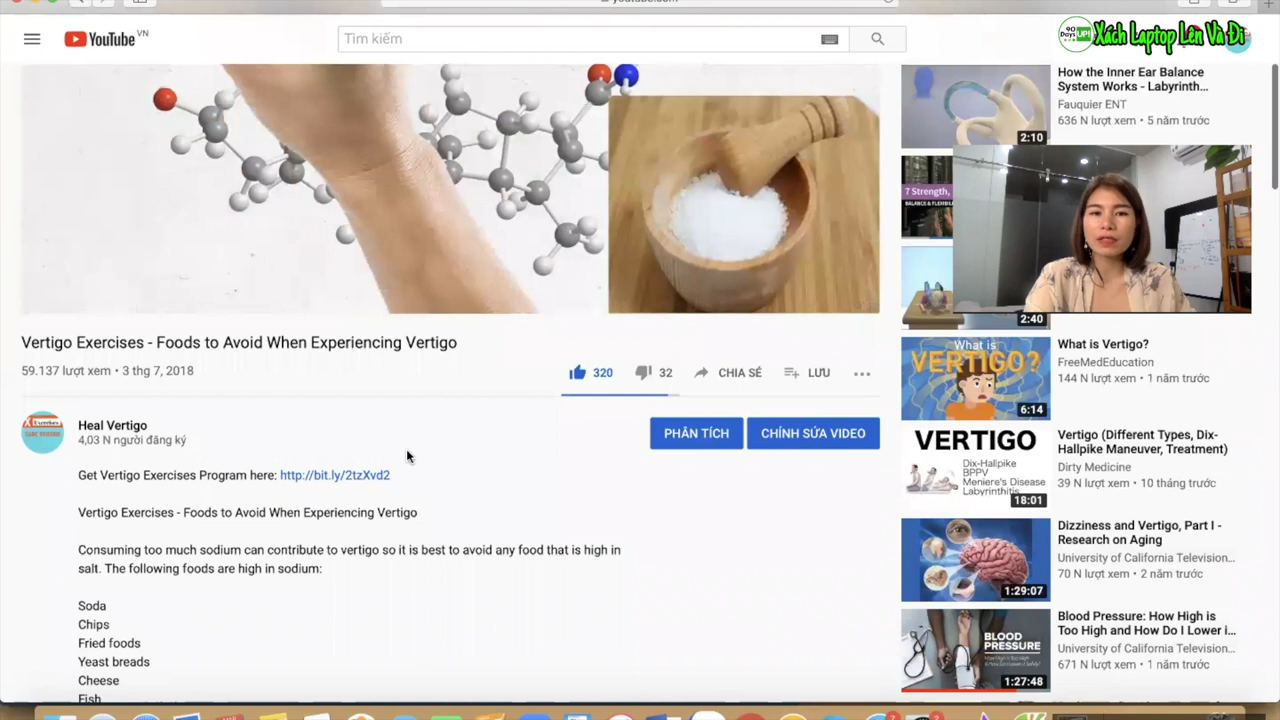 youtube.com
YouTube VN
Tìm kiếm
90 Days UP!
Xách Laptop Lên Và Đi
How the Inner Ear Balance
System Works - Labyrinth...
Fauquier ENT
636 N lượt xem • 5 năm trước
2:10
7 Strength,
BALANCE & FLEXIBIL
2:40
Vertigo Exercises - Foods to Avoid When Experiencing Vertigo
59.137 lượt xem • 3 thg 7, 2018
320
32
CHIA SẺ
LƯU
What is
VERTIGO?
6:14
What is Vertigo?
FreeMedEducation
144 N lượt xem • 1 năm trước
Heal Vertigo
4,03 N người đăng ký
PHÂN TÍCH
CHỈNH SỬA VIDEO
VERTIGO
Dix-Hallpike
BPPV
Meniere's Disease
Labyrinthitis
18:01
Vertigo (Different Types, Dix-
Hallpike Maneuver, Treatment)
Dirty Medicine
39 N lượt xem • 10 tháng trước
Get Vertigo Exercises Program here: http://bit.ly/2tzXvd2
Vertigo Exercises - Foods to Avoid When Experiencing Vertigo
Consuming too much sodium can contribute to vertigo so it is best to avoid any food that is high in
salt. The following foods are high in sodium:
Soda
Chips
Fried foods
Yeast breads
Cheese
Fish
1:29:07
Dizziness and Vertigo, Part I -
Research on Aging
University of California Television...
70 N lượt xem • 2 năm trước
BLOOD
PRESSURE
1:27:48
Blood Pressure: How High is
Too High and How Do I Lower i...
University of California Television...
671 N lượt xem • 1 năm trước